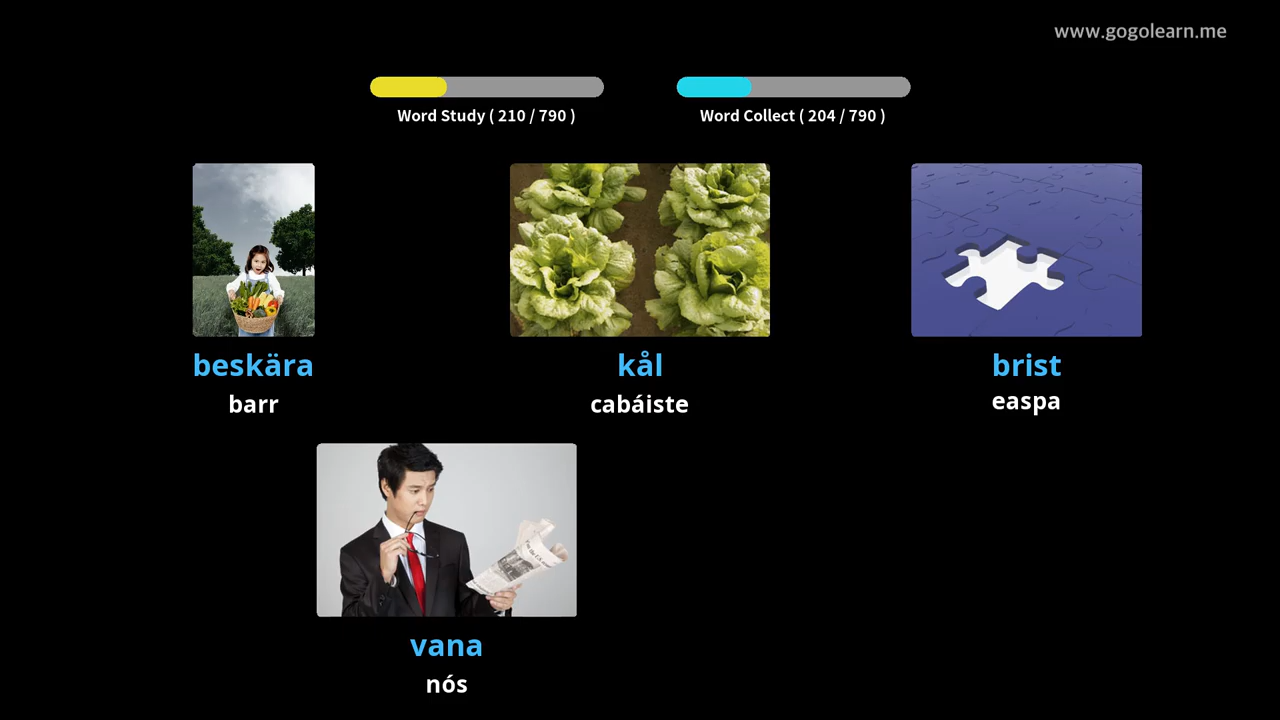 www.gogolearn.me
Word Study ( 210 / 790 )
Word Collect ( 204 / 790 )
beskära
barr
kål
cabáiste
brist
easpa
vana
nós